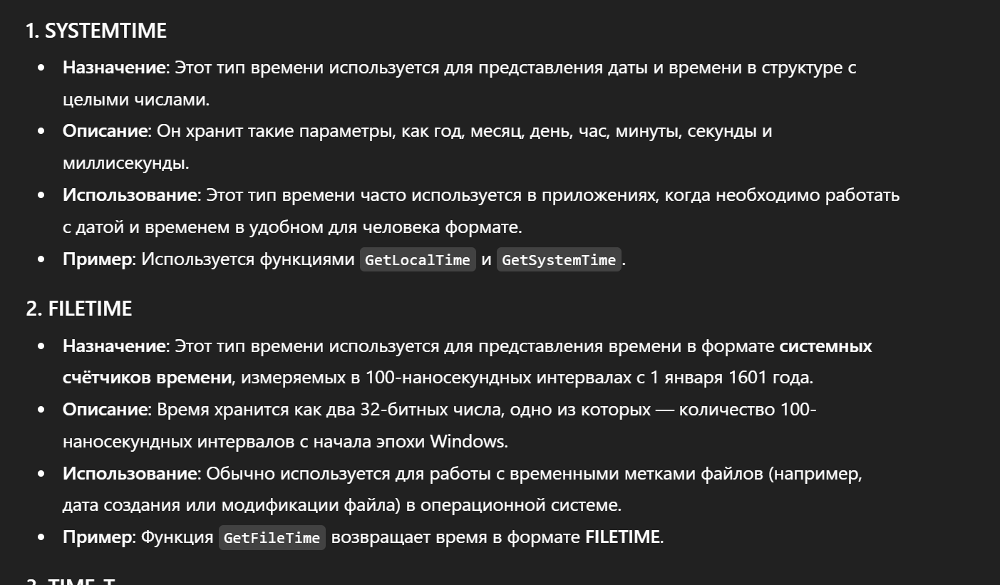 1. SYSTEMTIME
• Назначение: Этот тип времени используется для представления даты и времени в структуре с
целыми числами.
• Описание: Он хранит такие параметры, как год, месяц, день, час, минуты, секунды и
миллисекунды.
• Использование: Этот тип времени часто используется в приложениях, когда необходимо работать
с датой и временем в удобном для человека формате.
• Пример: Используется функциями GetLocalTime и GetSystemTime.
2. FILETIME
• Назначение: Этот тип времени используется для представления времени в формате системных
счётчиков времени, измеряемых в 100-наносекундных интервалах с 1 января 1601 года.
• Описание: Время хранится как два 32-битных числа, одно из которых — количество 100-
наносекундных интервалов с начала эпохи Windows.
• Использование: Обычно используется для работы с временными метками файлов (например,
дата создания или модификации файла) в операционной системе.
• Пример: Функция GetFileTime возвращает время в формате FILETIME.
3. TIME_T